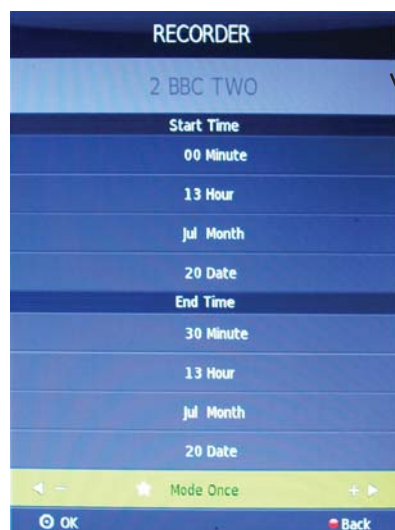 RECORDER
2 BBC TWO
Start Time
00 Minute
13 Hour
Jul Month
20 Date
End Time
30 Minute
13 Hour
Jul Month
20 Date
Mode Once
OK Back